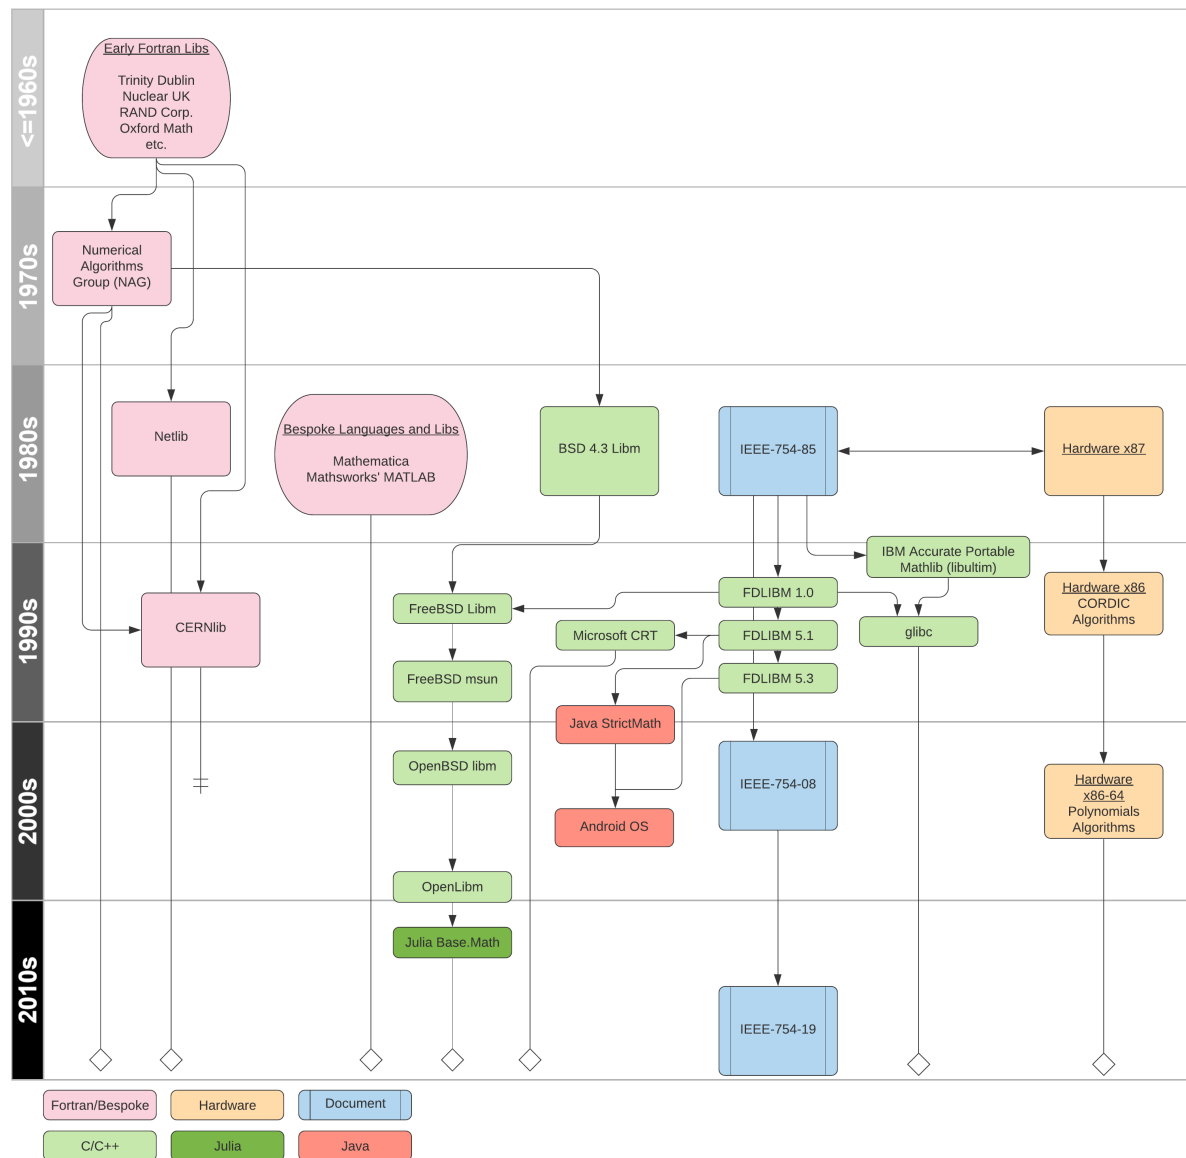 <=1960s
Early Fortran Libs
Trinity Dublin
Nuclear UK
RAND Corp.
Oxford Math
etc.
1970s
Numerical
Algorithms
Group (NAG)
1980s
Netlib
Bespoke Languages and Libs
Mathematica
Mathsworks' MATLAB
BSD 4.3 Libm
IEEE-754-85
Hardware x87
1990s
IBM Accurate Portable
Mathlib (libultim)
FDLIBM 1.0
Hardware x86
CORDIC
Algorithms
FreeBSD Libm
CERNlib
Microsoft CRT
FDLIBM 5.1
glibc
FreeBSD msun
FDLIBM 5.3
Java StrictMath
2000s
OpenBSD libm
IEEE-754-08
Hardware
x86-64
Polynomials
Algorithms
Android OS
OpenLibm
2010s
Julia Base.Math
IEEE-754-19
Fortran/Bespoke
Hardware
Document
C/C++
Julia
Java